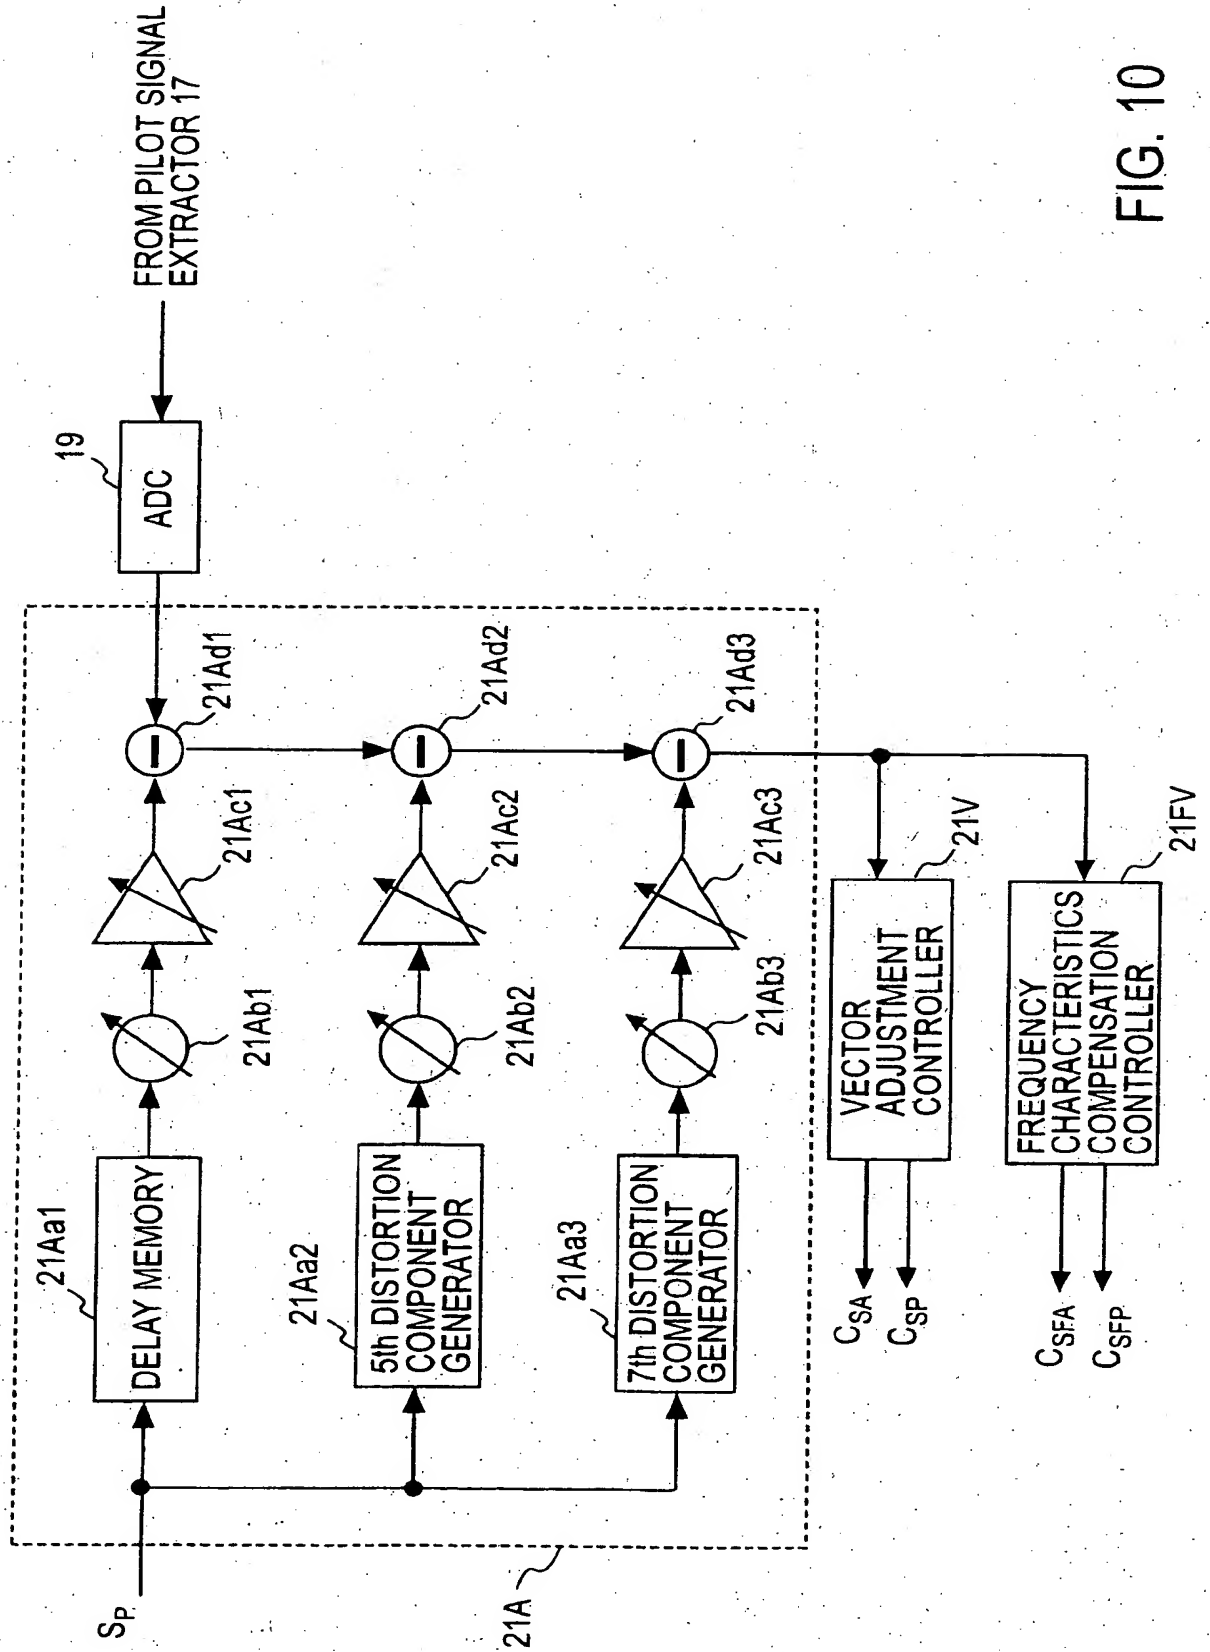 FROM PILOT SIGNAL
EXTRACTOR 17
19
ADC
21Ad1
21Ad2
21Ad3
21Ac1
21Ac2
21Ac3
21Ab1
21Ab2
21Ab3
21Aa1
DELAY MEMORY
21Aa2
5th DISTORTION
COMPONENT
GENERATOR
21Aa3
7th DISTORTION
COMPONENT
GENERATOR
SP
21A
21V
VECTOR
ADJUSTMENT
CONTROLLER
CSA
CSP
21FV
FREQUENCY
CHARACTERISTICS
COMPENSATION
CONTROLLER
CSFA
CSFP
FIG. 10